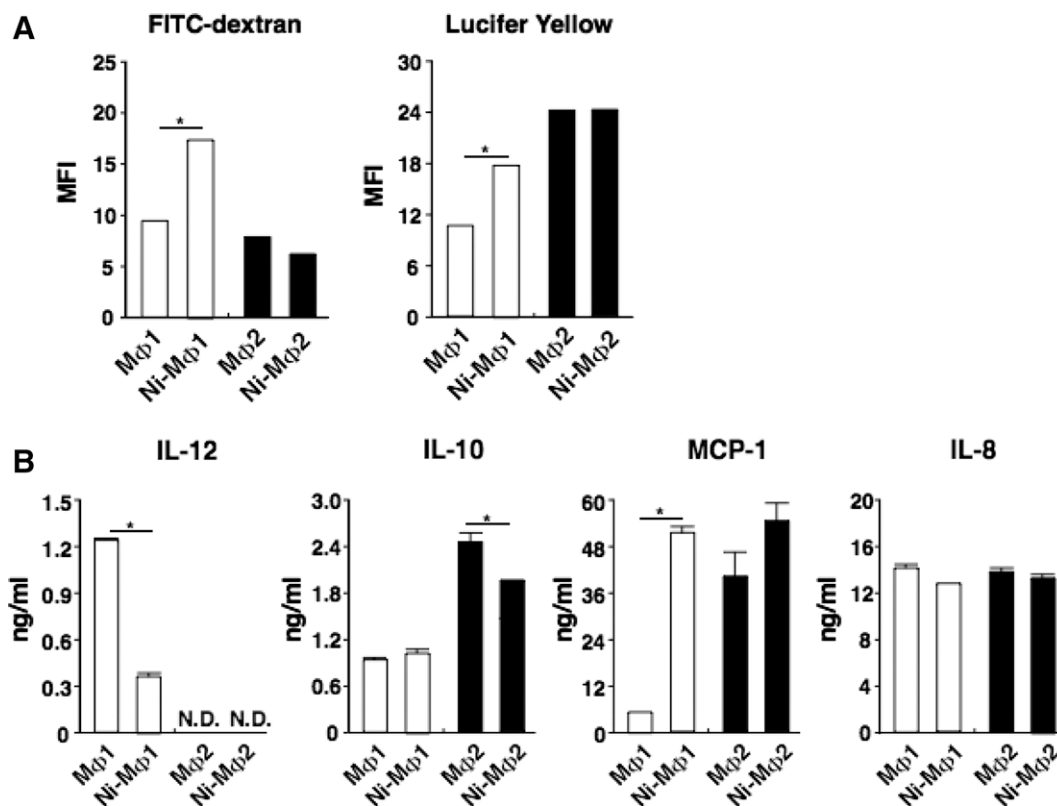 A
FITC-dextran
Lucifer Yellow
25
20
15
10
5
0
MFI
*
Mφ1
Ni-Mφ1
Mφ2
Ni-Mφ2
30
24
18
12
6
0
MFI
*
Mφ1
Ni-Mφ1
Mφ2
Ni-Mφ2
B
IL-12
IL-10
MCP-1
IL-8
1.5
1.2
0.9
0.6
0.3
0
ng/ml
*
N.D. N.D.
Mφ1
Ni-Mφ1
Mφ2
Ni-Mφ2
3.0
2.4
1.8
1.2
0.6
0
ng/ml
*
Mφ1
Ni-Mφ1
Mφ2
Ni-Mφ2
60
48
36
24
12
0
ng/ml
*
Mφ1
Ni-Mφ1
Mφ2
Ni-Mφ2
20
16
12
8
4
0
ng/ml
Mφ1
Ni-Mφ1
Mφ2
Ni-Mφ2